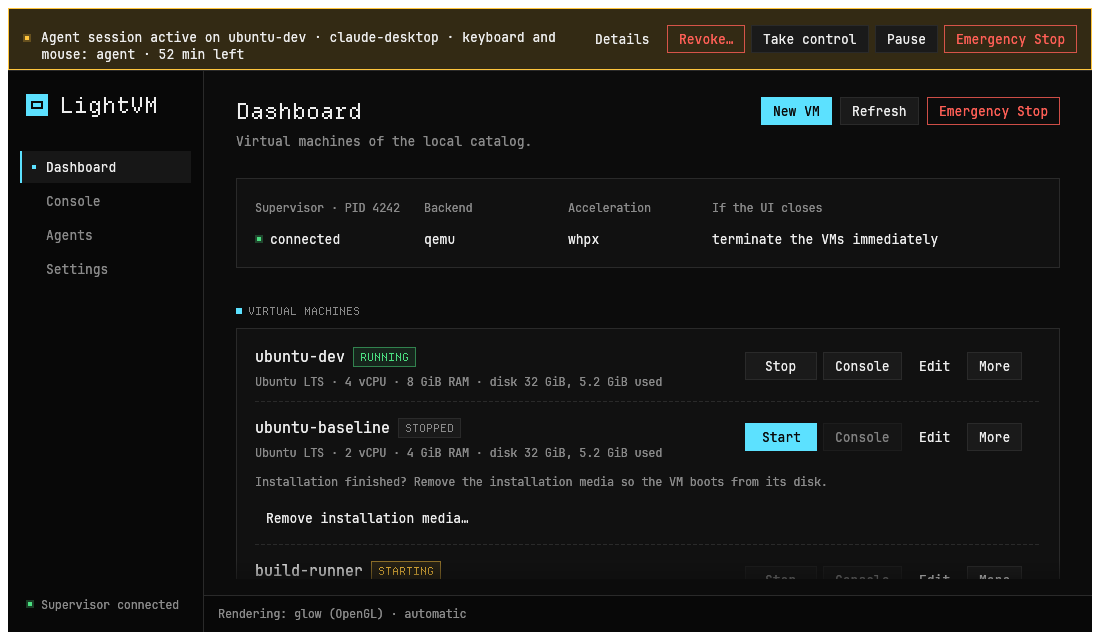 Agent session active on ubuntu-dev · claude-desktop · keyboard and
mouse: agent · 52 min left
Details
Revoke…
Take control
Pause
Emergency Stop
LightVM
Dashboard
Console
Agents
Settings
Supervisor connected
Dashboard
Virtual machines of the local catalog.
New VM
Refresh
Emergency Stop
Supervisor · PID 4242
Backend
Acceleration
If the UI closes
connected
qemu
whpx
terminate the VMs immediately
VIRTUAL MACHINES
ubuntu-dev
RUNNING
Ubuntu LTS · 4 vCPU · 8 GiB RAM · disk 32 GiB, 5.2 GiB used
Stop
Console
Edit
More
ubuntu-baseline
STOPPED
Ubuntu LTS · 2 vCPU · 4 GiB RAM · disk 32 GiB, 5.2 GiB used
Start
Console
Edit
More
Installation finished? Remove the installation media so the VM boots from its disk.
Remove installation media…
build-runner
STARTING
Stop
Console
Edit
More
Rendering: glow (OpenGL) · automatic